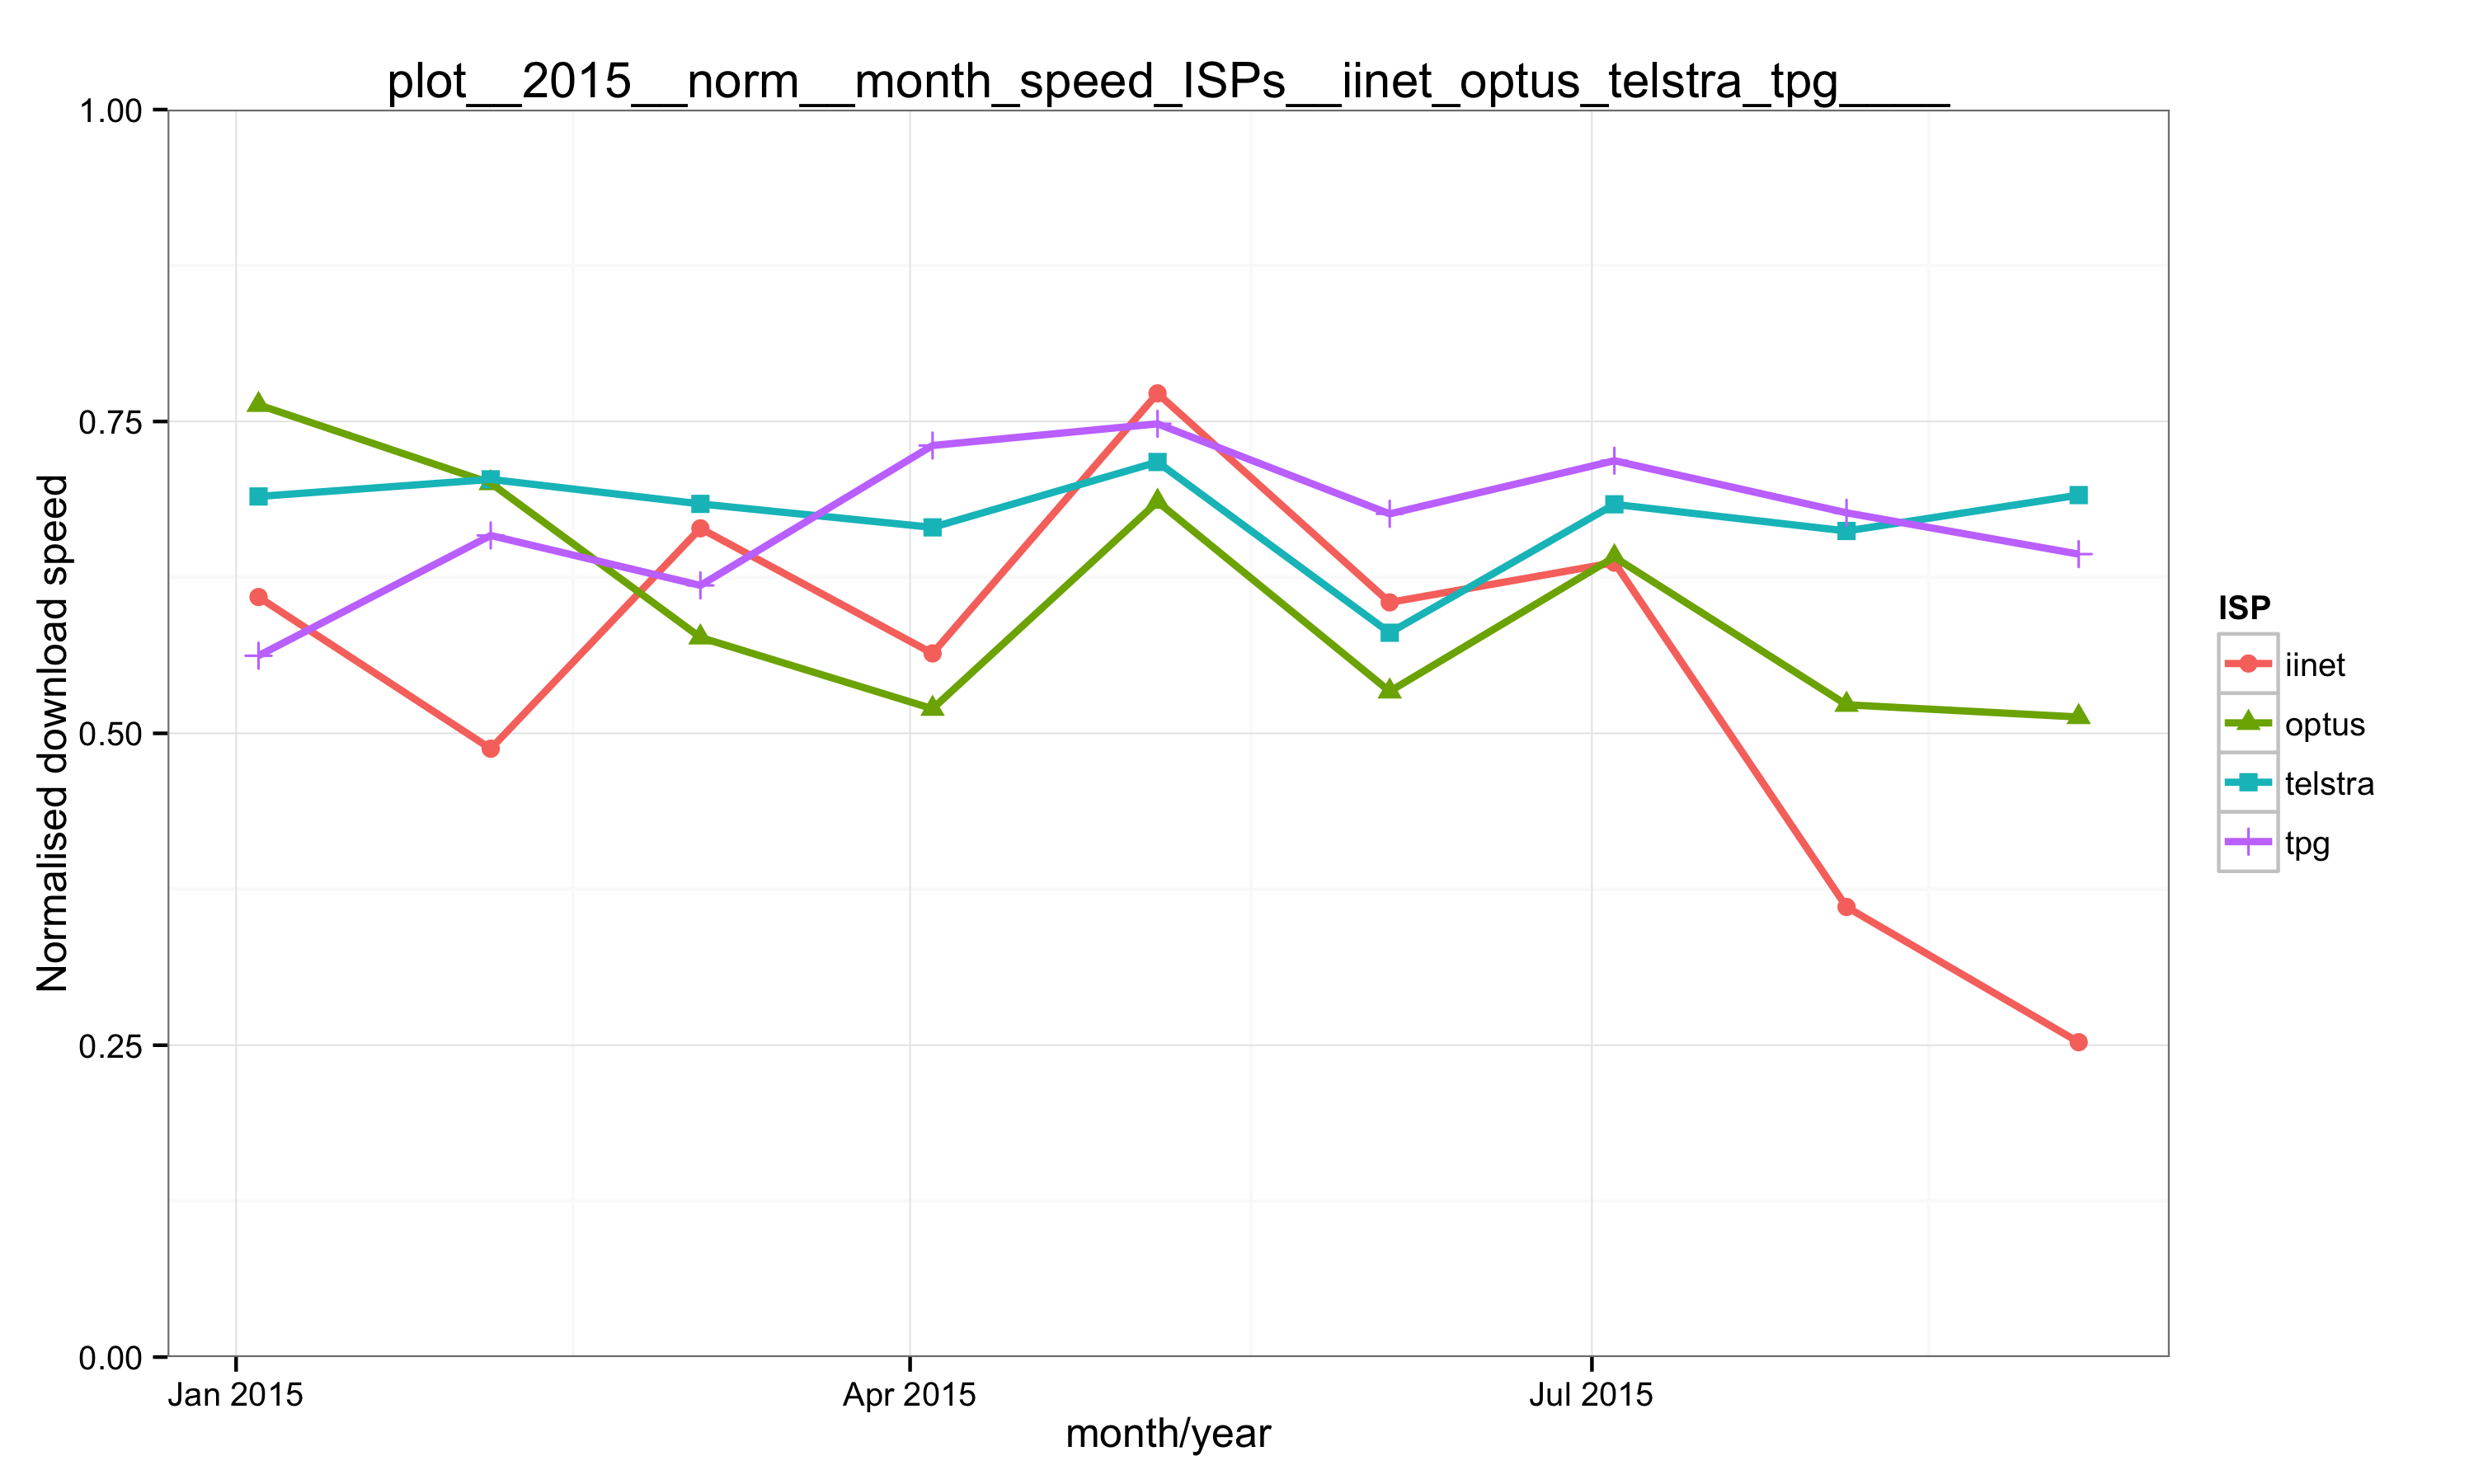 plot__2015__norm__month_speed_ISPs__iinet_optus_telstra_tpg____
1.00
0.75
0.50
0.25
0.00
Normalised download speed
Jan 2015
Apr 2015
Jul 2015
month/year
ISP
iinet
optus
telstra
tpg